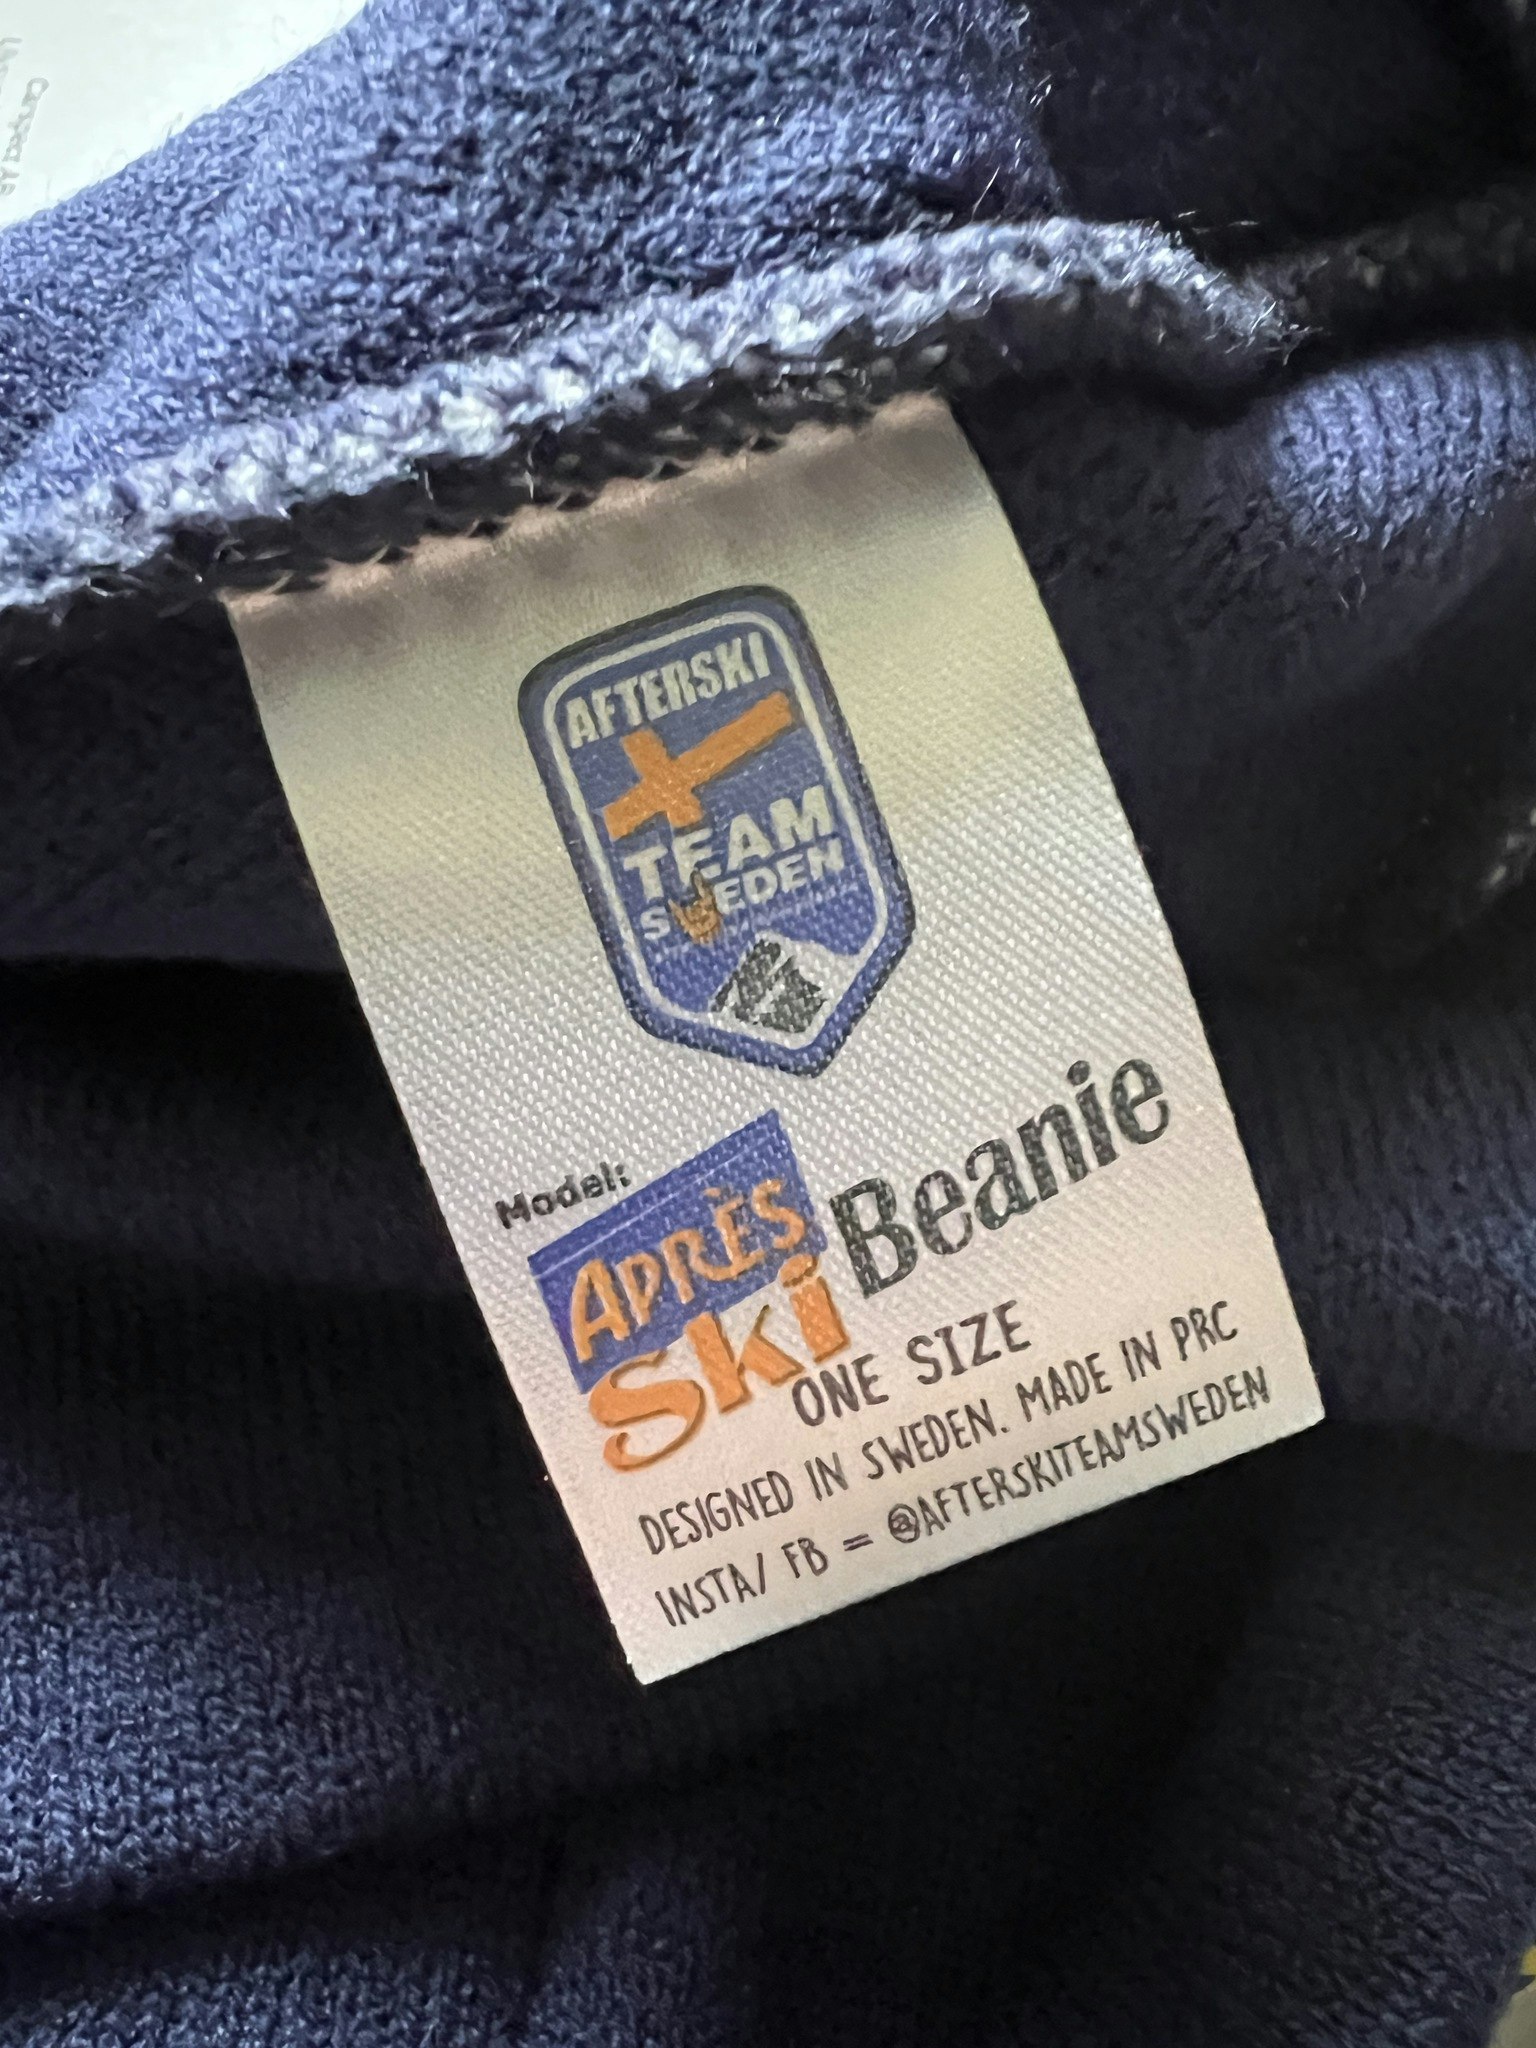 AFTERSKI
TEAM
SWEDEN
Model:
APRÈS
Ski
Beanie
ONE SIZE
DESIGNED IN SWEDEN. MADE IN PRC
INSTA/ FB = @AFTERSKITEAMSWEDEN